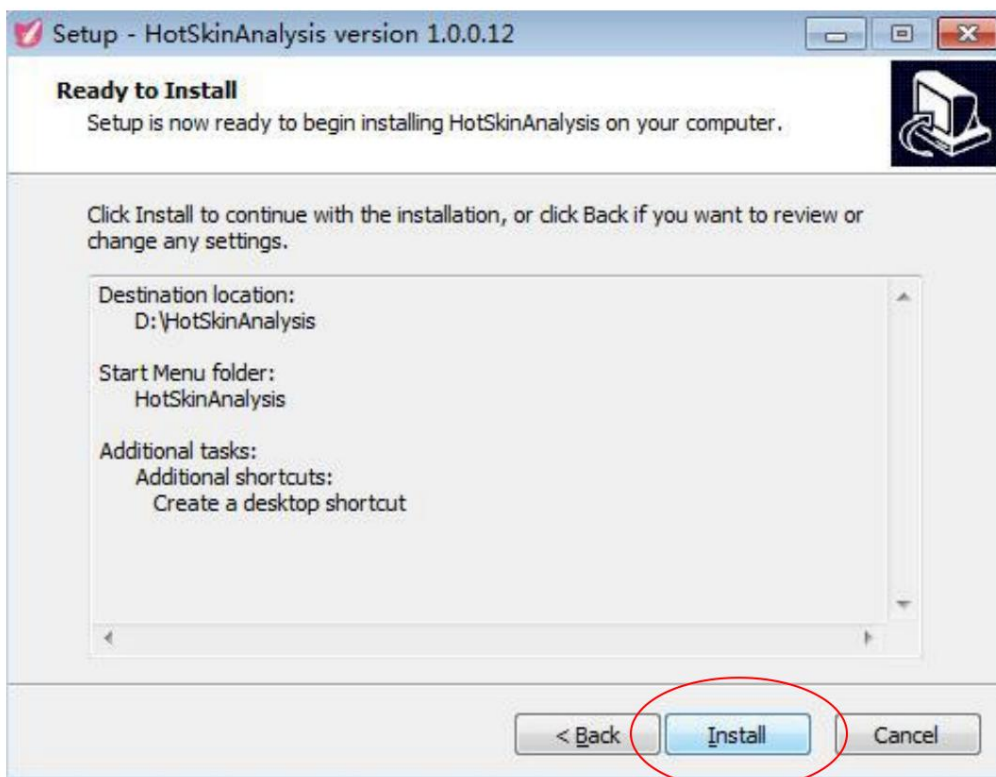 Setup - HotSkinAnalysis version 1.0.0.12
Ready to Install
Setup is now ready to begin installing HotSkinAnalysis on your computer.
Click Install to continue with the installation, or click Back if you want to review or
change any settings.
Destination location:
D:\HotSkinAnalysis
Start Menu folder:
HotSkinAnalysis
Additional tasks:
Additional shortcuts:
Create a desktop shortcut
< Back
Install
Cancel